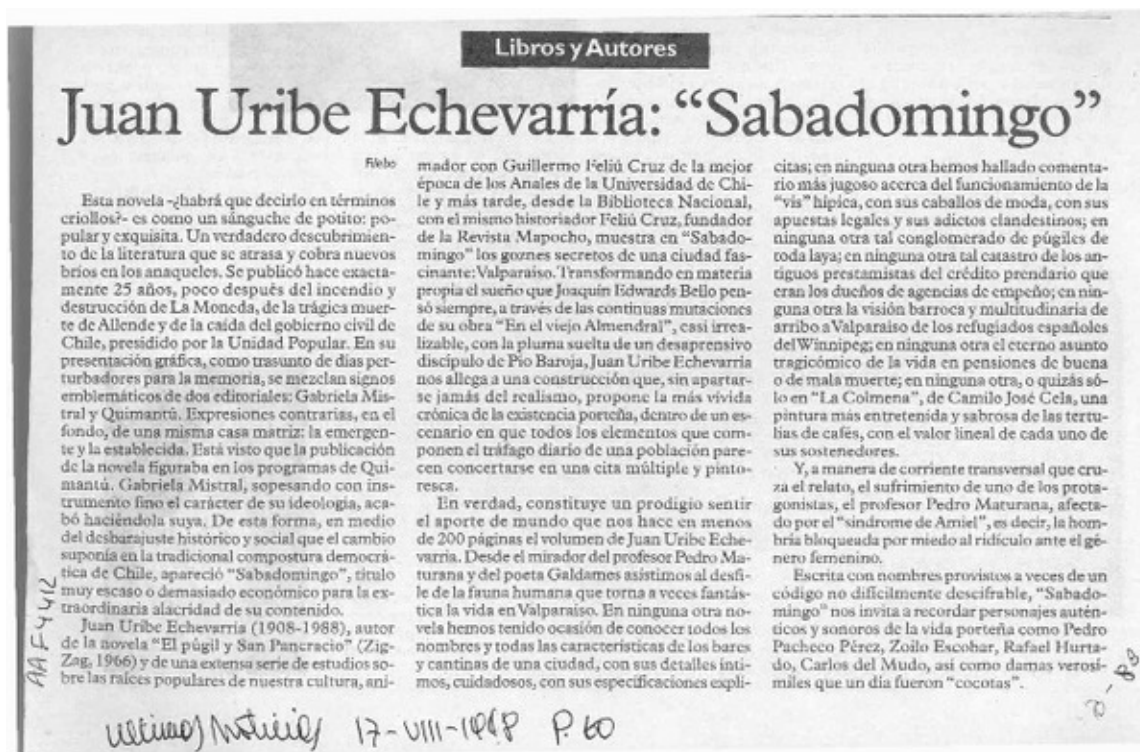 Libros y Autores
Juan Uribe Echevarría: “Sabadomingo”
Filebo
Esta novela -¿habrá que decirlo en términos
criollos?- es como un sánguche de potito: po-
pular y exquisita. Un verdadero descubrimien-
to de la literatura que se atrasa y cobra nuevos
bríos en los anaqueles. Se publicó hace exacta-
mente 25 años, poco después del incendio y
destrucción de La Moneda, de la trágica muer-
te de Allende y de la caída del gobierno civil de
Chile, presidido por la Unidad Popular. En su
presentación gráfica, como trasunto de días per-
turbadores para la memoria, se mezclan signos
emblemáticos de dos editoriales: Gabriela Mis-
tral y Quimantú. Expresiones contrarias, en el
fondo, de una misma casa matriz: la emergen-
te y la establecida. Está visto que la publicación
de la novela figuraba en los programas de Qui-
mantú. Gabriela Mistral, sopesando con ins-
trumento fino el carácter de su ideología, aca-
bó haciéndola suya. De esta forma, en medio
del desbarajuste histórico y social que el cambio
suponía en la tradicional compostura democrá-
tica de Chile, apareció “Sabadomingo”, título
muy escaso o demasiado económico para la ex-
traordinaria alacridad de su contenido.
Juan Uribe Echevarría (1908-1988), autor
de la novela “El púgil y San Pancracio” (Zig-
Zag, 1966) y de una extensa serie de estudios so-
bre las raíces populares de nuestra cultura, ani-
mador con Guillermo Feliú Cruz de la mejor
época de los Anales de la Universidad de Chi-
le y más tarde, desde la Biblioteca Nacional,
con el mismo historiador Feliú Cruz, fundador
de la Revista Mapocho, muestra en “Sabado-
mingo” los goznes secretos de una ciudad fas-
cinante: Valparaíso. Transformando en materia
propia el sueño que Joaquín Edwards Bello pen-
só siempre, a través de las continuas mutaciones
de su obra “En el viejo Almendral”, casi irrea-
lizable, con la pluma suelta de un desaprensivo
discípulo de Pío Baroja, Juan Uribe Echevarría
nos allega a una construcción que, sin apartar-
se jamás del realismo, propone la más vívida
crónica de la existencia porteña, dentro de un es-
cenario en que todos los elementos que com-
ponen el tráfago diario de una población pare-
cen concertarse en una cita múltiple y pinto-
resca.
En verdad, constituye un prodigio sentir
el aporte de mundo que nos hace en menos
de 200 páginas el volumen de Juan Uribe Eche-
varría. Desde el mirador del profesor Pedro Ma-
turana y del poeta Galdames asistimos al desfi-
le de la fauna humana que torna a veces fantás-
tica la vida en Valparaíso. En ninguna otra no-
vela hemos tenido ocasión de conocer todos los
nombres y todas las características de los bares
y cantinas de una ciudad, con sus detalles ínti-
mos, cuidadosos, con sus especificaciones explí-
citas; en ninguna otra hemos hallado comenta-
rio más jugoso acerca del funcionamiento de la
“vis” hípica, con sus caballos de moda, con sus
apuestas legales y sus adictos clandestinos; en
ninguna otra tal conglomerado de púgiles de
toda laya; en ninguna otra tal catastro de los an-
tiguos prestamistas del crédito prendario que
eran los dueños de agencias de empeño; en nin-
guna otra la visión barroca y multitudinaria de
arribo a Valparaíso de los refugiados españoles
del Winnipeg; en ninguna otra el eterno asunto
tragicómico de la vida en pensiones de buena
o de mala muerte; en ninguna otra, o quizás só-
lo en “La Colmena”, de Camilo José Cela, una
pintura más entretenida y sabrosa de las tertu-
lias de cafés, con el valor lineal de cada uno de
sus sostenedores.
Y, a manera de corriente transversal que cru-
za el relato, el sufrimiento de uno de los prota-
gonistas, el profesor Pedro Maturana, afecta-
do por el “síndrome de Amiel”, es decir, la hom-
bría bloqueada por miedo al ridículo ante el gé-
nero femenino.
Escrita con nombres provistos a veces de un
código no difícilmente descifrable, “Sabado-
mingo” nos invita a recordar personajes autén-
ticos y sonoros de la vida porteña como Pedro
Pacheco Pérez, Zoilo Escobar, Rafael Hurta-
do, Carlos del Mudo, así como damas verosí-
miles que un día fueron “cocotas”.
AAF4412
Ultimas Noticias 17-VIII-1998 P. 60